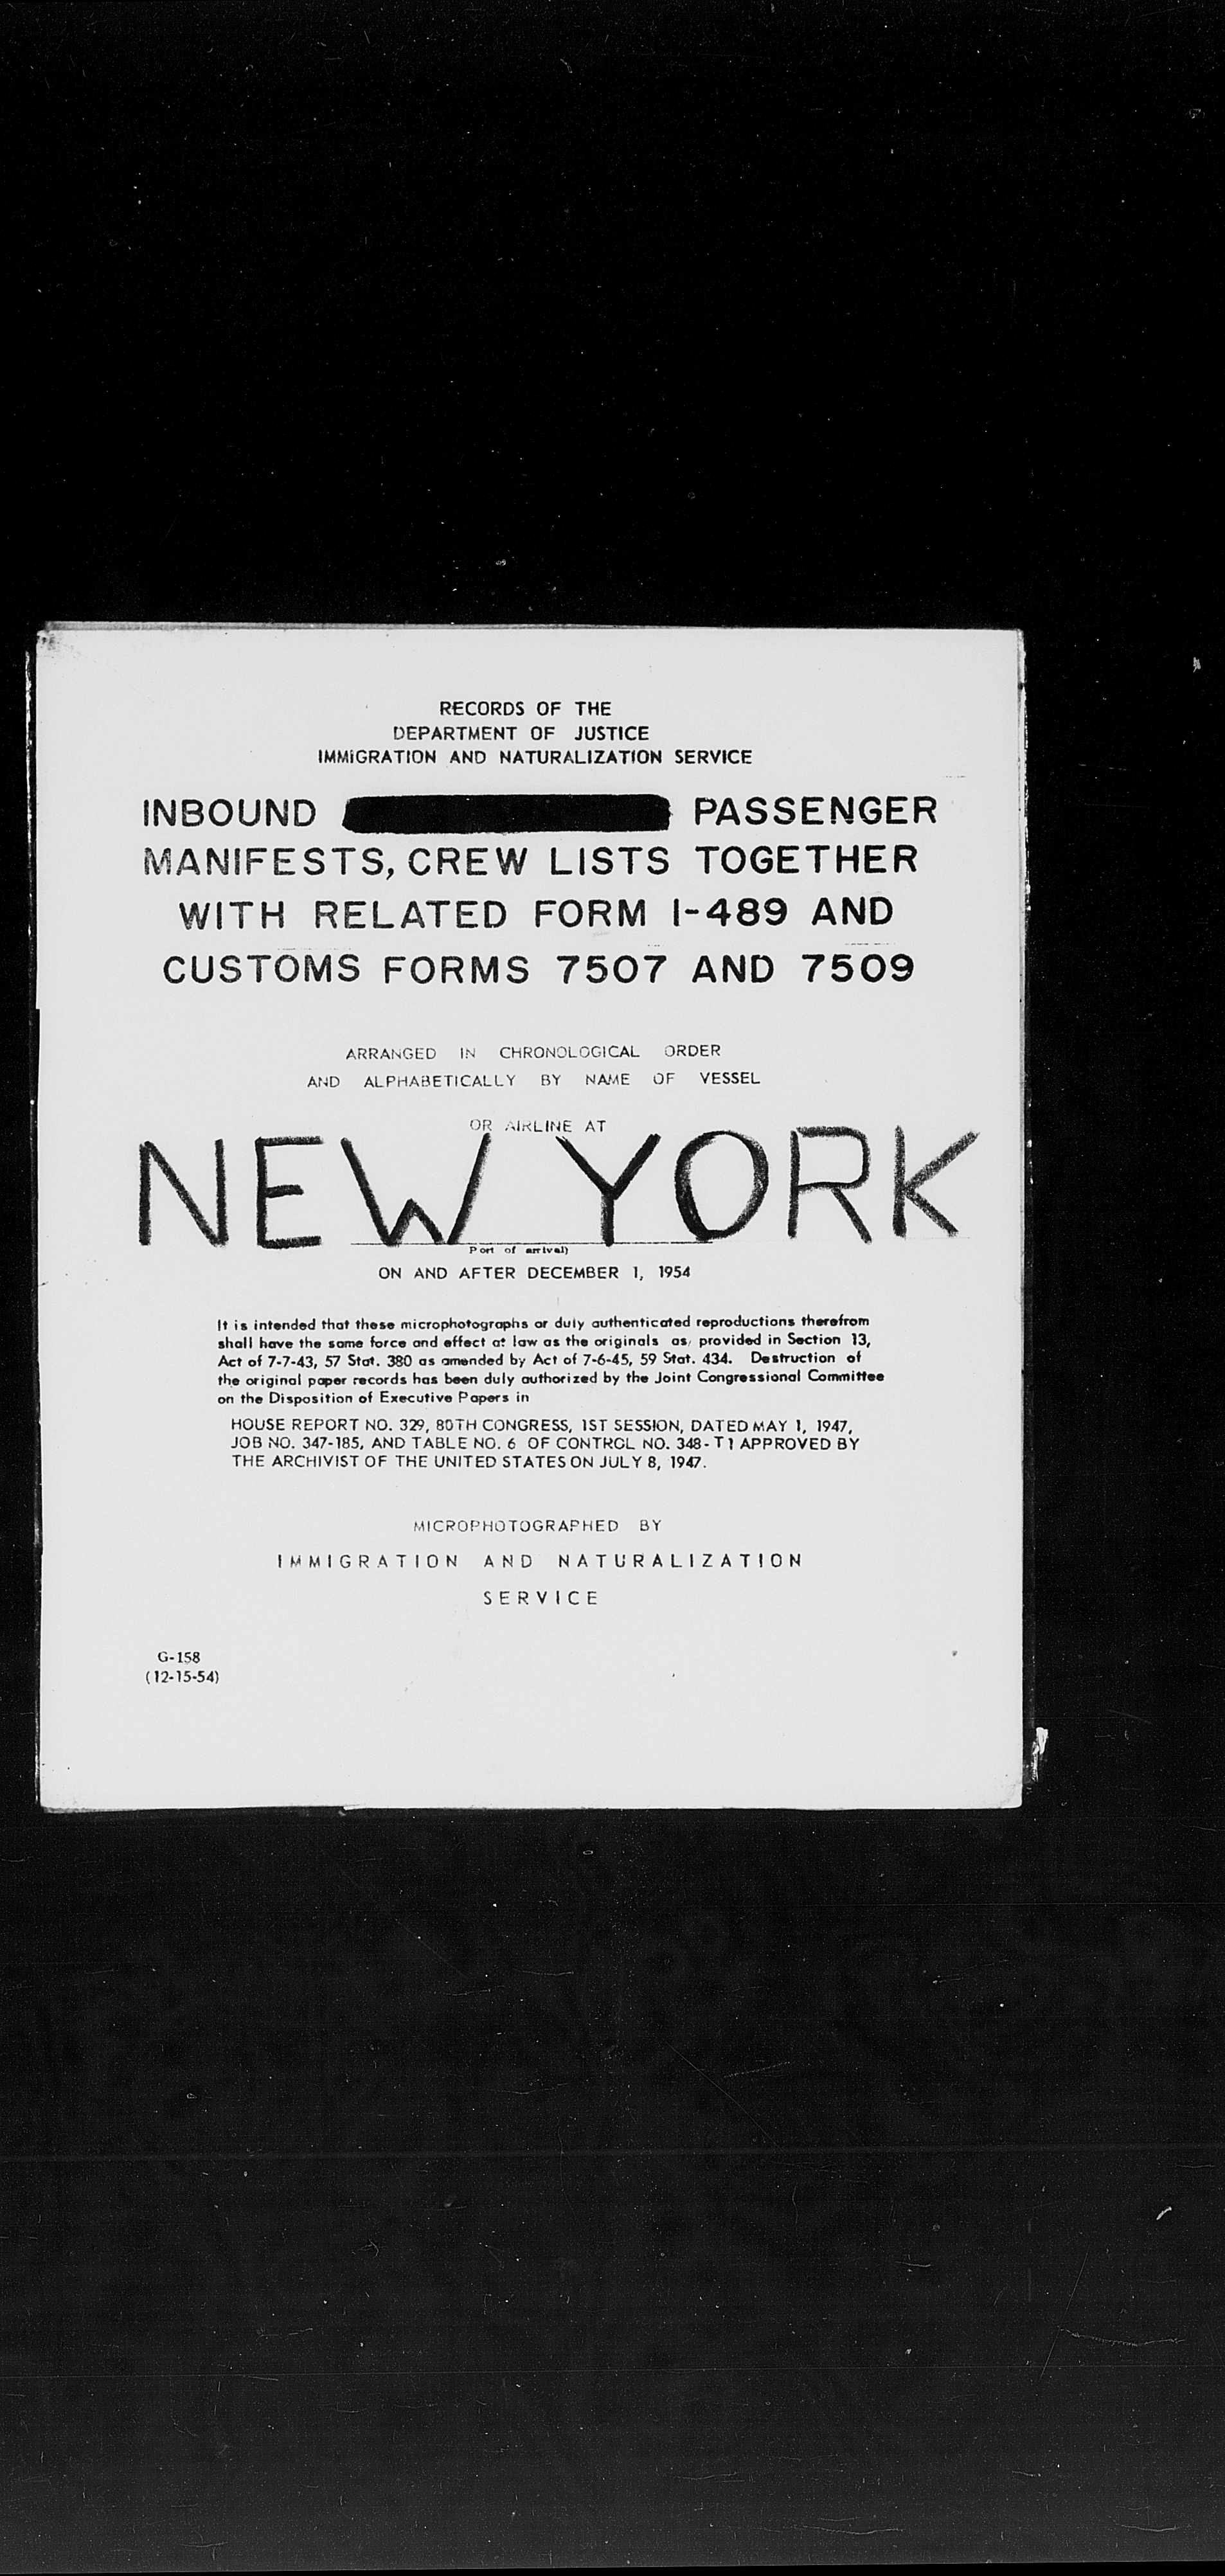 RECORDS OF THE
DEPARTMENT OF JUSTICE
IMMIGRATION AND NATURALIZATION SERVICE
INBOUND PASSENGER
MANIFESTS, CREW LISTS TOGETHER
WITH RELATED FORM I-489 AND
CUSTOMS FORMS 7507 AND 7509
ARRANGED IN CHRONOLOGICAL ORDER
AND ALPHABETICALLY BY NAME OF VESSEL
OR AIRLINE AT
NEW YORK
Port of arrival)
ON AND AFTER DECEMBER 1, 1954
It is intended that these microphotographs or duly authenticated reproductions therefrom
shall have the same force and effect at law as the originals as, provided in Section 13,
Act of 7-7-43, 57 Stat. 380 as amended by Act of 7-6-45, 59 Stat. 434. Destruction of
the original paper records has been duly authorized by the Joint Congressional Committee
on the Disposition of Executive Papers in
HOUSE REPORT NO. 329, 80TH CONGRESS, 1ST SESSION, DATED MAY 1, 1947,
JOB NO. 347-185, AND TABLE NO. 6 OF CONTROL NO. 348-T1 APPROVED BY
THE ARCHIVIST OF THE UNITED STATES ON JULY 8, 1947.
MICROPHOTOGRAPHED BY
IMMIGRATION AND NATURALIZATION
SERVICE
G-158
(12-15-54)